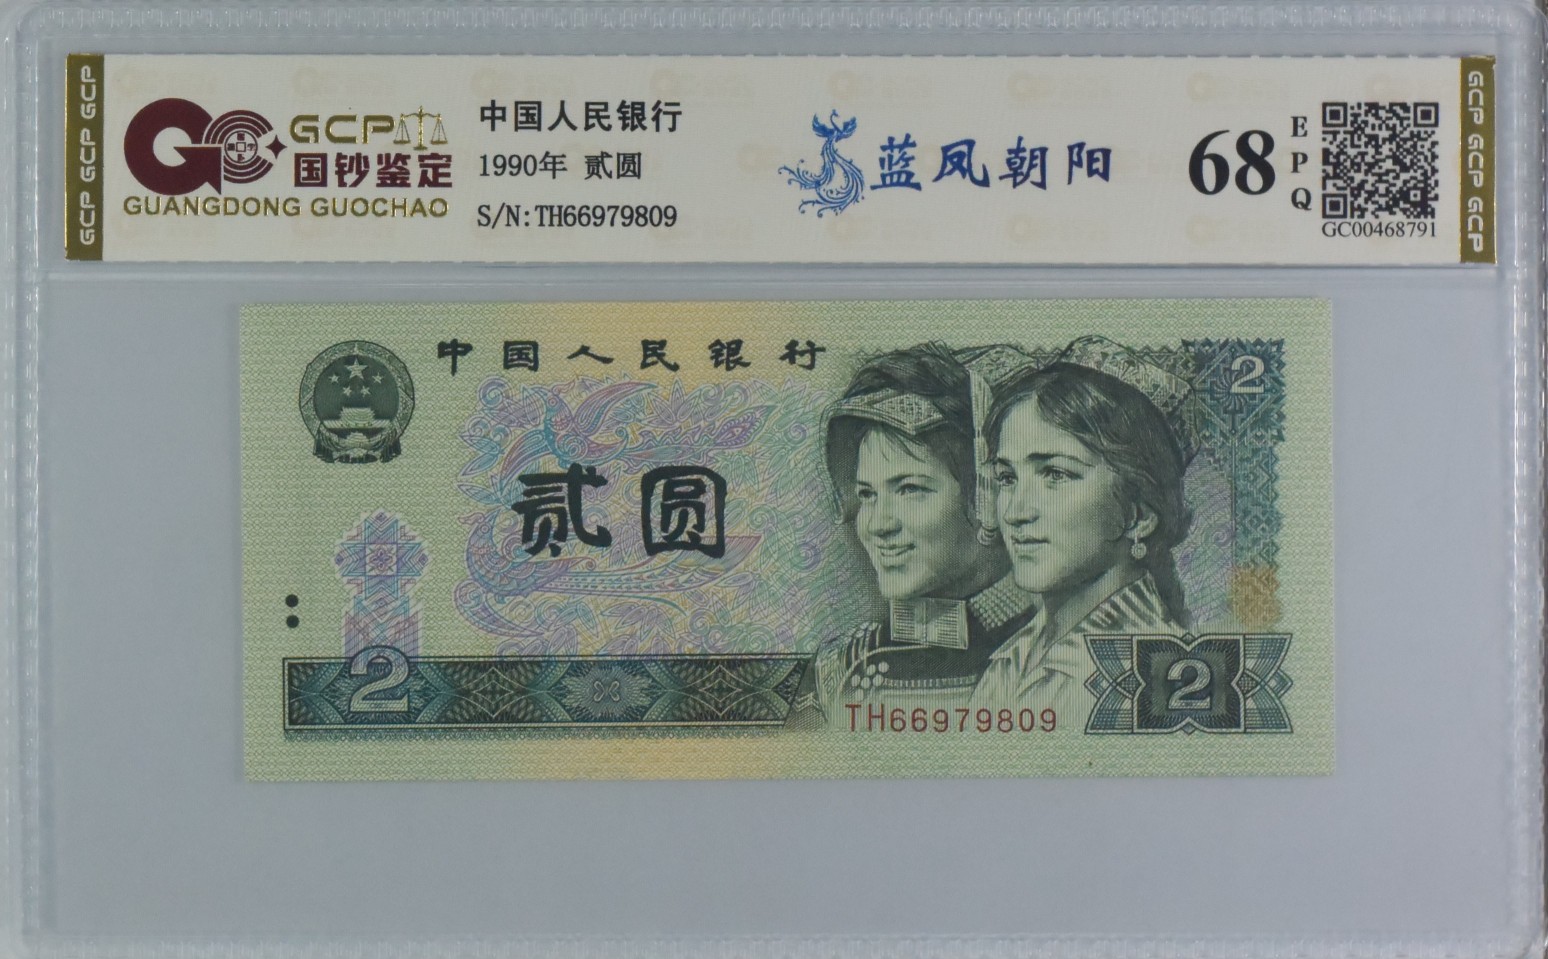 GCP GCP GCP
GCP
国钞鉴定
GUANGDONG GUOCHAO
中国人民银行
1990年 贰圆
S/N:TH66979809
蓝凤朝阳
68
EPQ
GC00468791
GCP GCP GCP
中国人民银行
2
贰圆
2
TH66979809
2